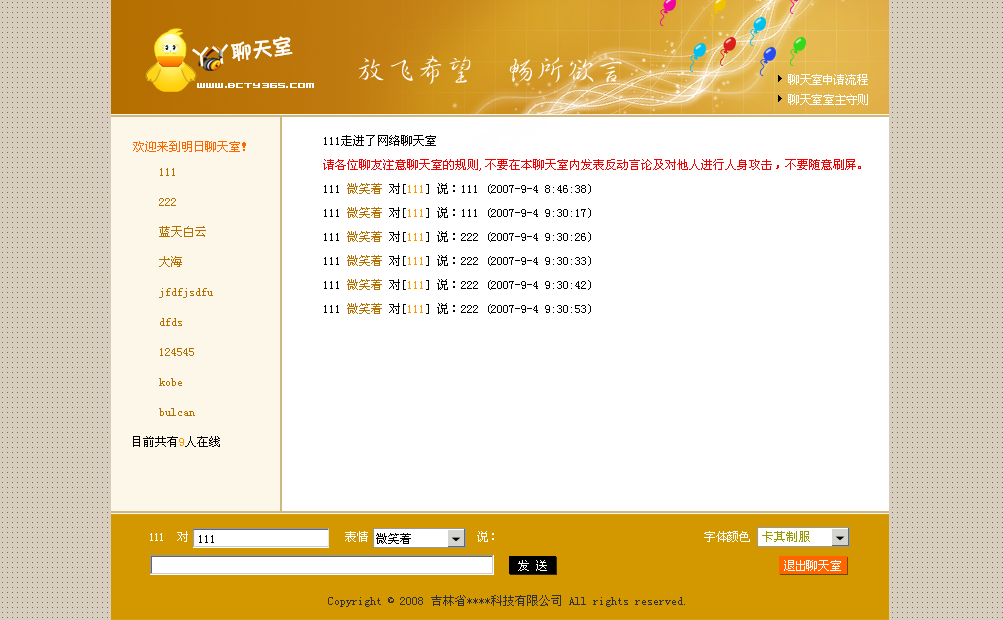 丫丫聊天室
www.BCTY365.com
放飞希望 畅所欲言
聊天室申请流程
聊天室室主守则
欢迎来到明日聊天室!
111
222
蓝天白云
大海
jfdfjsdfu
dfds
124545
kobe
bulcan
目前共有9人在线
111走进了网络聊天室
请各位聊友注意聊天室的规则,不要在本聊天室内发表反动言论及对他人进行人身攻击，不要随意刷屏。
111 微笑着 对[111] 说：111 (2007-9-4 8:46:38)
111 微笑着 对[111] 说：111 (2007-9-4 9:30:17)
111 微笑着 对[111] 说：222 (2007-9-4 9:30:26)
111 微笑着 对[111] 说：222 (2007-9-4 9:30:33)
111 微笑着 对[111] 说：222 (2007-9-4 9:30:42)
111 微笑着 对[111] 说：222 (2007-9-4 9:30:53)
111 对 111 表情 微笑着 说： 字体颜色 卡其制服
发 送 退出聊天室
Copyright © 2008 吉林省****科技有限公司 All rights reserved.